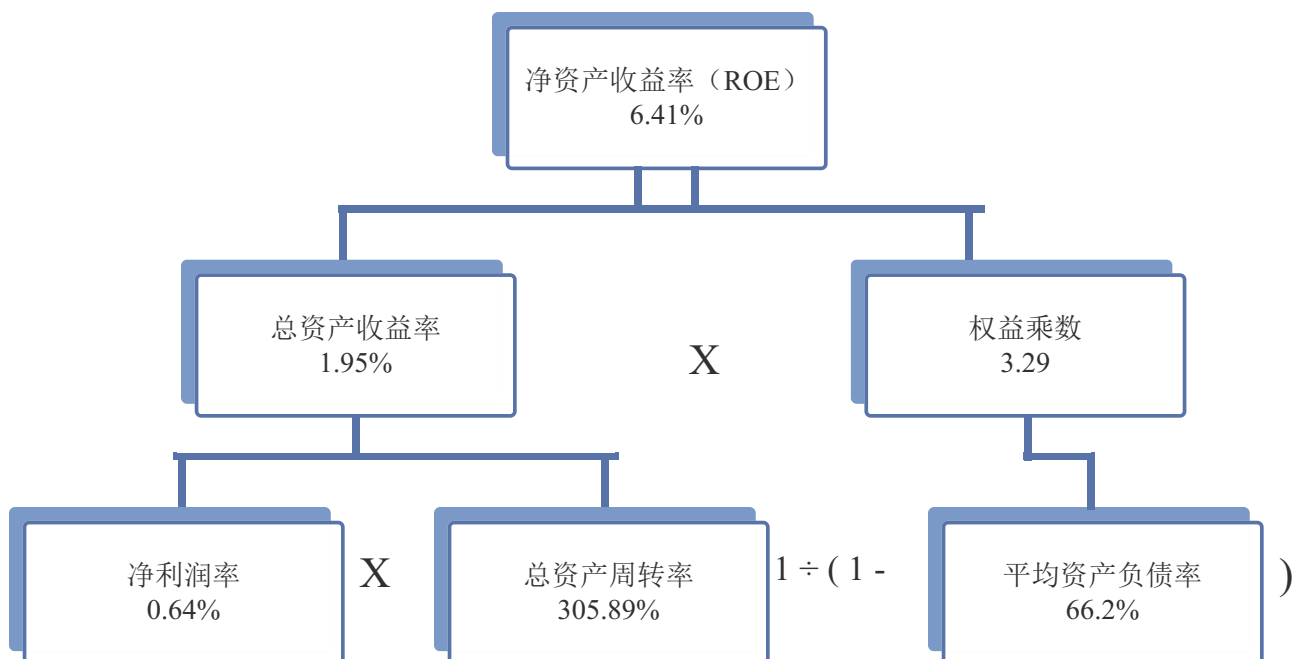 净资产收益率（ROE）
6.41%
总资产收益率
1.95%
X
权益乘数
3.29
净利润率
0.64%
X
总资产周转率
305.89%
1 ÷ ( 1 -
平均资产负债率
66.2%
)